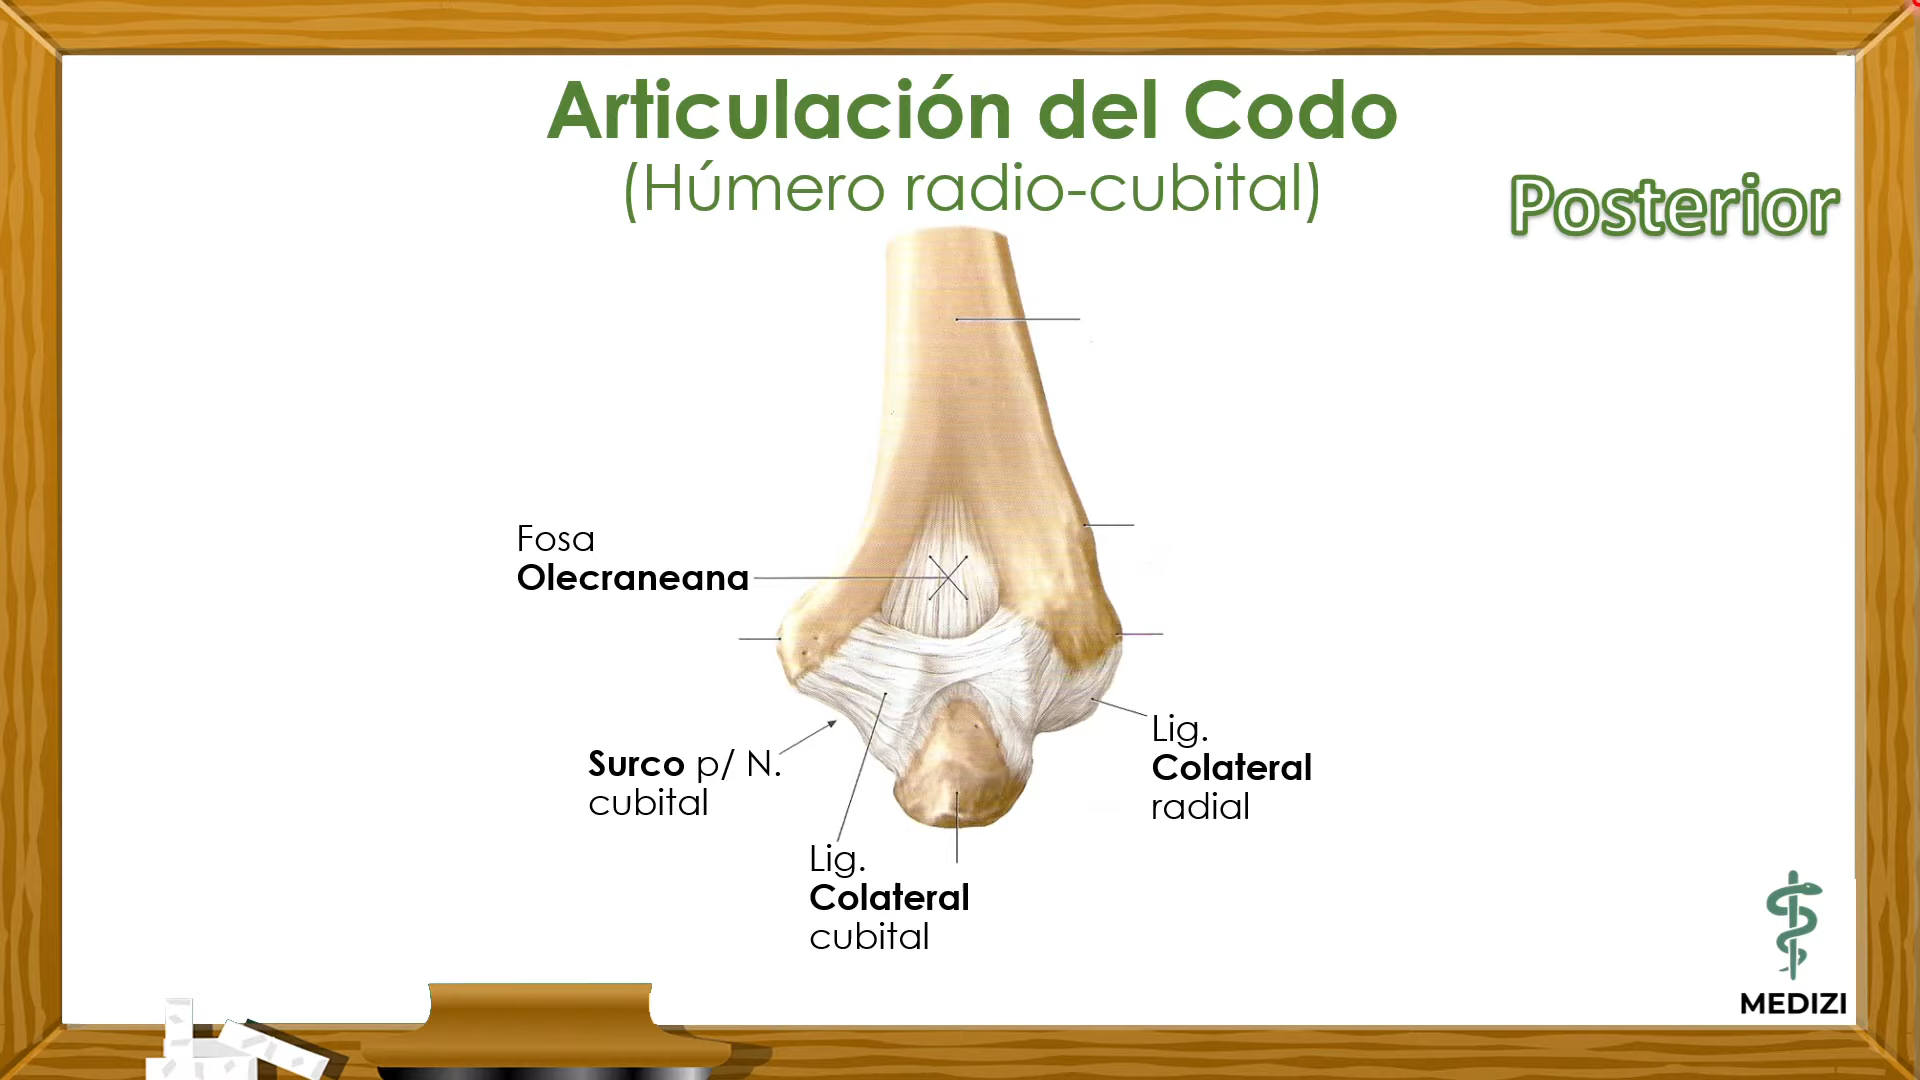 Articulación del Codo
(Húmero radio-cubital)
Posterior
Fosa
Olecraneana
Surco p/ N.
cubital
Lig.
Colateral
radial
Lig.
Colateral
cubital
MEDIZI